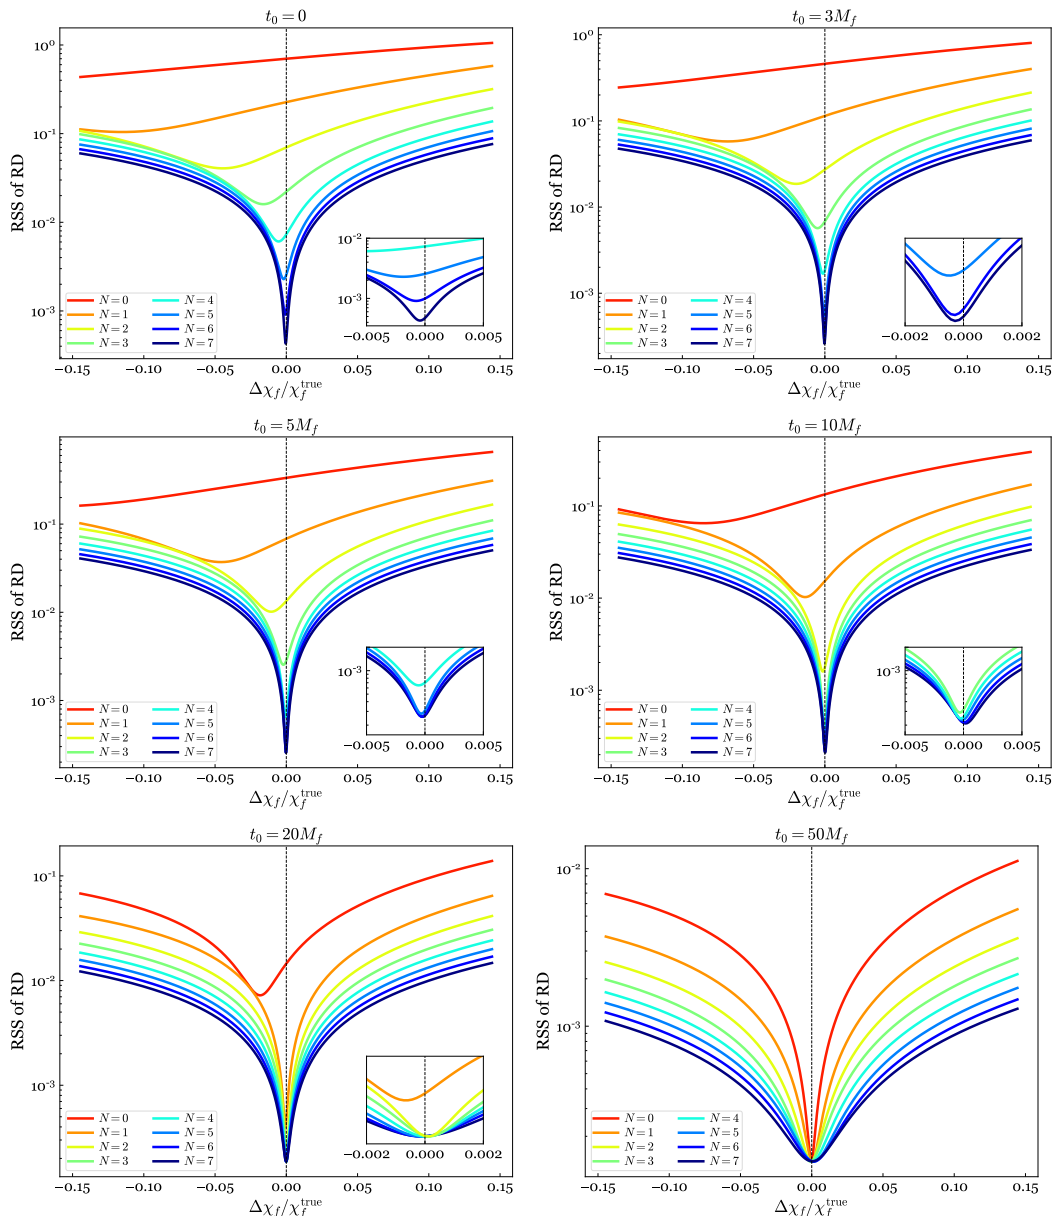 t₀ = 0
RSS of RD
10⁰
10⁻¹
10⁻²
10⁻³
N = 0 N = 4
N = 1 N = 5
N = 2 N = 6
N = 3 N = 7
10⁻²
10⁻³
−0.005 0.000 0.005
−0.15 −0.10 −0.05 0.00 0.05 0.10 0.15
Δχ_f/χ_f^true
t₀ = 3M_f
RSS of RD
10⁰
10⁻¹
10⁻²
10⁻³
N = 0 N = 4
N = 1 N = 5
N = 2 N = 6
N = 3 N = 7
−0.002 0.000 0.002
−0.15 −0.10 −0.05 0.00 0.05 0.10 0.15
Δχ_f/χ_f^true
t₀ = 5M_f
RSS of RD
10⁻¹
10⁻²
10⁻³
N = 0 N = 4
N = 1 N = 5
N = 2 N = 6
N = 3 N = 7
10⁻³
−0.005 0.000 0.005
−0.15 −0.10 −0.05 0.00 0.05 0.10 0.15
Δχ_f/χ_f^true
t₀ = 10M_f
RSS of RD
10⁻¹
10⁻²
10⁻³
N = 0 N = 4
N = 1 N = 5
N = 2 N = 6
N = 3 N = 7
10⁻³
−0.005 0.000 0.005
−0.15 −0.10 −0.05 0.00 0.05 0.10 0.15
Δχ_f/χ_f^true
t₀ = 20M_f
RSS of RD
10⁻¹
10⁻²
10⁻³
N = 0 N = 4
N = 1 N = 5
N = 2 N = 6
N = 3 N = 7
−0.002 0.000 0.002
−0.15 −0.10 −0.05 0.00 0.05 0.10 0.15
Δχ_f/χ_f^true
t₀ = 50M_f
RSS of RD
10⁻²
10⁻³
N = 0 N = 4
N = 1 N = 5
N = 2 N = 6
N = 3 N = 7
−0.15 −0.10 −0.05 0.00 0.05 0.10 0.15
Δχ_f/χ_f^true